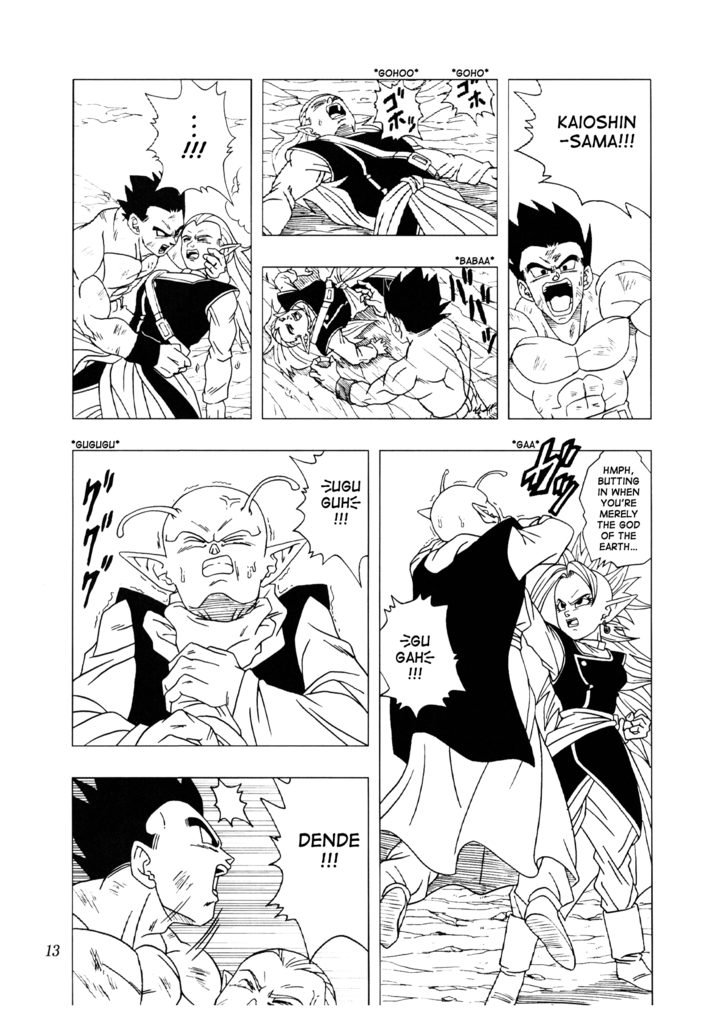 KAIOSHIN
-SAMA!!!
*GOHO*
ゴホ
*GOHOO*
ゴホッ
*BABAA*
ババッ
…
!!!
HMPH,
BUTTING
IN WHEN
YOU'RE
MERELY
THE GOD
OF THE
EARTH...
*GAA*
ガッ
GU
GAH
!!!
*GUGUGU*
ググググ
UGU
GUH
!!!
DENDE
!!!
13